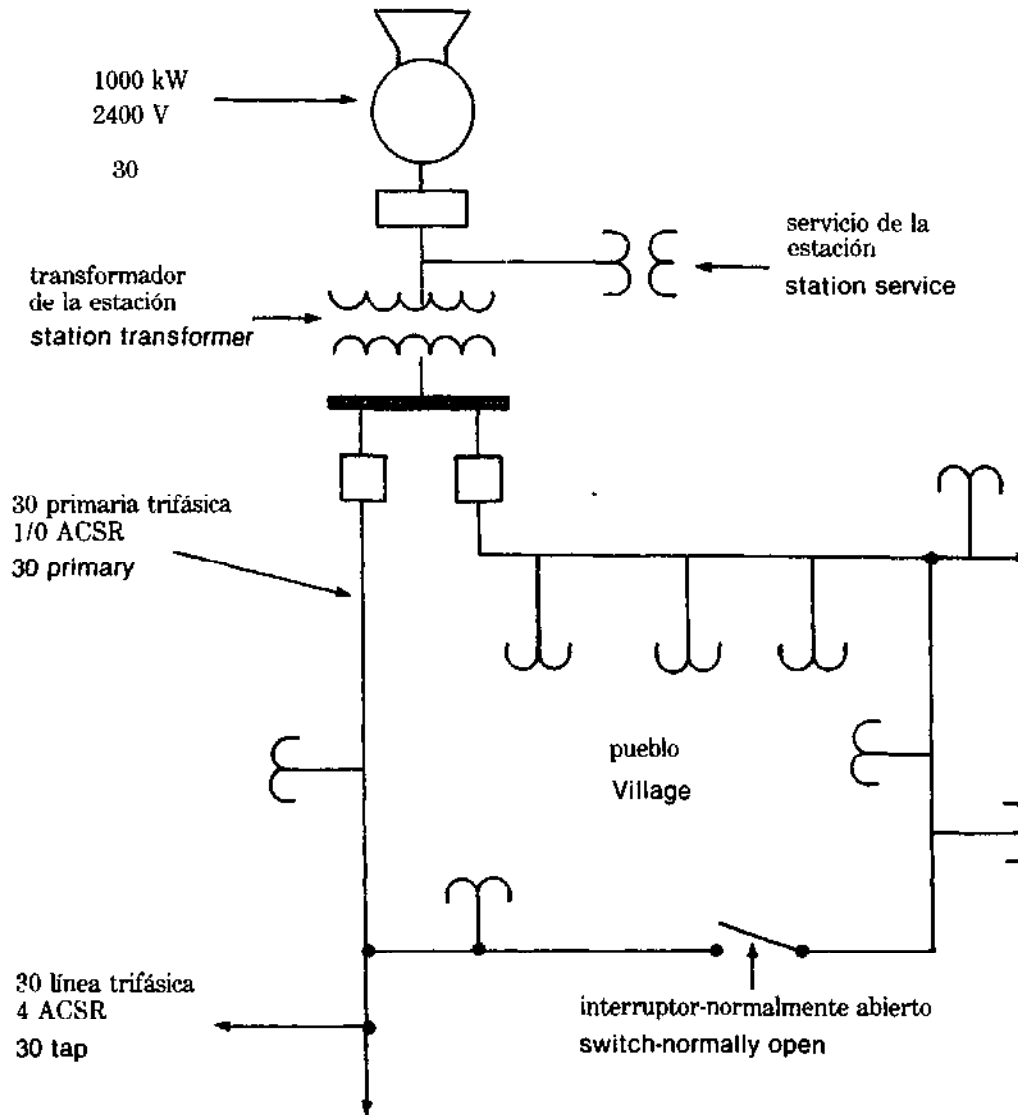 1000 kW
2400 V
30
servicio de la
estación
station service
transformador
de la estación
station transformer
30 primaria trifásica
1/0 ACSR
30 primary
pueblo
Village
30 línea trifásica
4 ACSR
30 tap
interruptor-normalmente abierto
switch-normally open